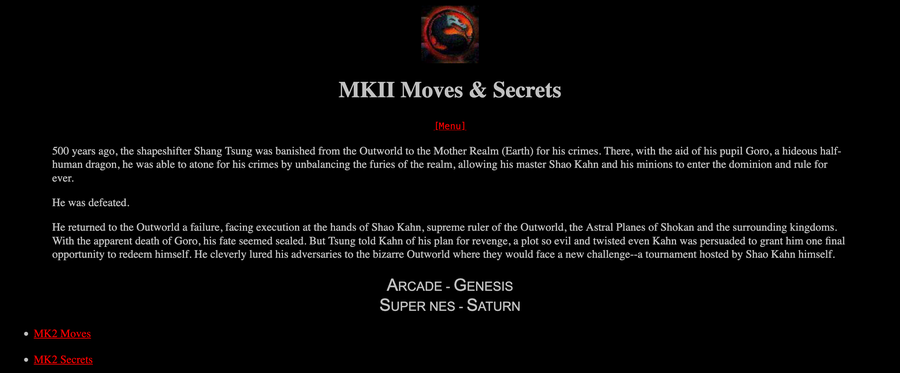 MKII Moves & Secrets
[Menu]
500 years ago, the shapeshifter Shang Tsung was banished from the Outworld to the Mother Realm (Earth) for his crimes. There, with the aid of his pupil Goro, a hideous half-
human dragon, he was able to atone for his crimes by unbalancing the furies of the realm, allowing his master Shao Kahn and his minions to enter the dominion and rule for
ever.
He was defeated.
He returned to the Outworld a failure, facing execution at the hands of Shao Kahn, supreme ruler of the Outworld, the Astral Planes of Shokan and the surrounding kingdoms.
With the apparent death of Goro, his fate seemed sealed. But Tsung told Kahn of his plan for revenge, a plot so evil and twisted even Kahn was persuaded to grant him one final
opportunity to redeem himself. He cleverly lured his adversaries to the bizarre Outworld where they would face a new challenge--a tournament hosted by Shao Kahn himself.
ARCADE - GENESIS
SUPER NES - SATURN
MK2 Moves
MK2 Secrets